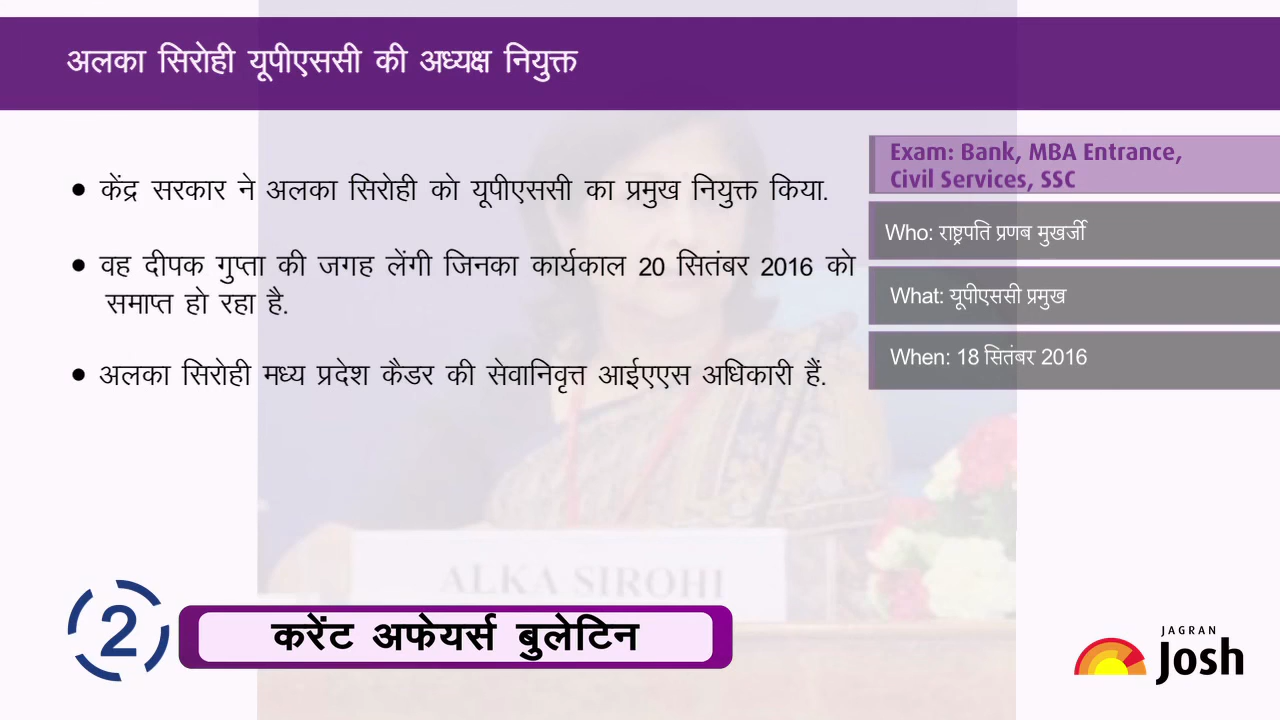 अलका सिरोही यूपीएससी की अध्यक्ष नियुक्त
• केंद्र सरकार ने अलका सिरोही को यूपीएससी का प्रमुख नियुक्त किया.
• वह दीपक गुप्ता की जगह लेंगी जिनका कार्यकाल 20 सितंबर 2016 को
समाप्त हो रहा है.
• अलका सिरोही मध्य प्रदेश कैडर की सेवानिवृत्त आईएएस अधिकारी हैं.
Exam: Bank, MBA Entrance,
Civil Services, SSC
Who: राष्ट्रपति प्रणब मुखर्जी
What: यूपीएससी प्रमुख
When: 18 सितंबर 2016
ALKA SIROHI
2
करेंट अफेयर्स बुलेटिन
JAGRAN
Josh